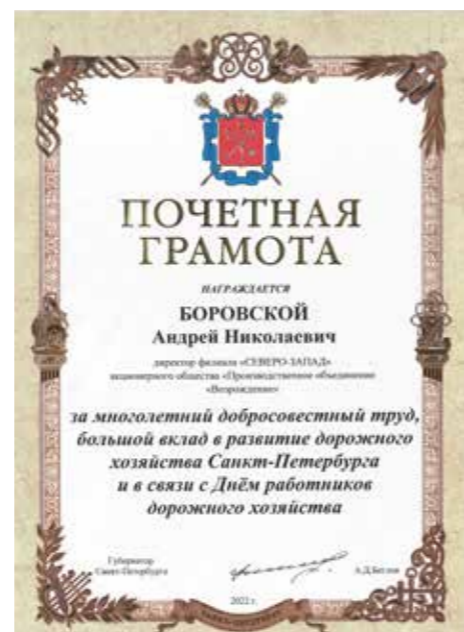 ПОЧЕТНАЯ
ГРАМОТА
НАГРАЖДАЕТСЯ
БОРОВСКОЙ
Андрей Николаевич
директор филиала «СЕВЕРО-ЗАПАД»
акционерного общества «Производственное объединение
«Возрождение»
за многолетний добросовестный труд,
большой вклад в развитие дорожного
хозяйства Санкт-Петербурга
и в связи с Днём работников
дорожного хозяйства
Губернатор
Санкт-Петербурга
А.Д.Беглов
2022 г.